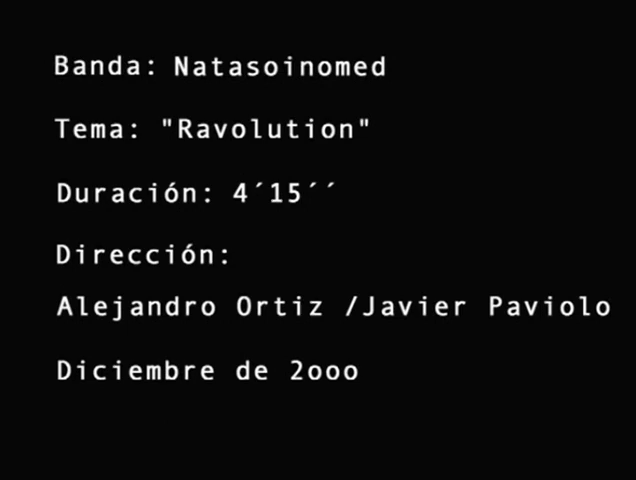 Banda: Natasoinomed
Tema: "Ravolution"
Duración: 4´15´´
Dirección:
Alejandro Ortiz /Javier Paviolo
Diciembre de 2ooo